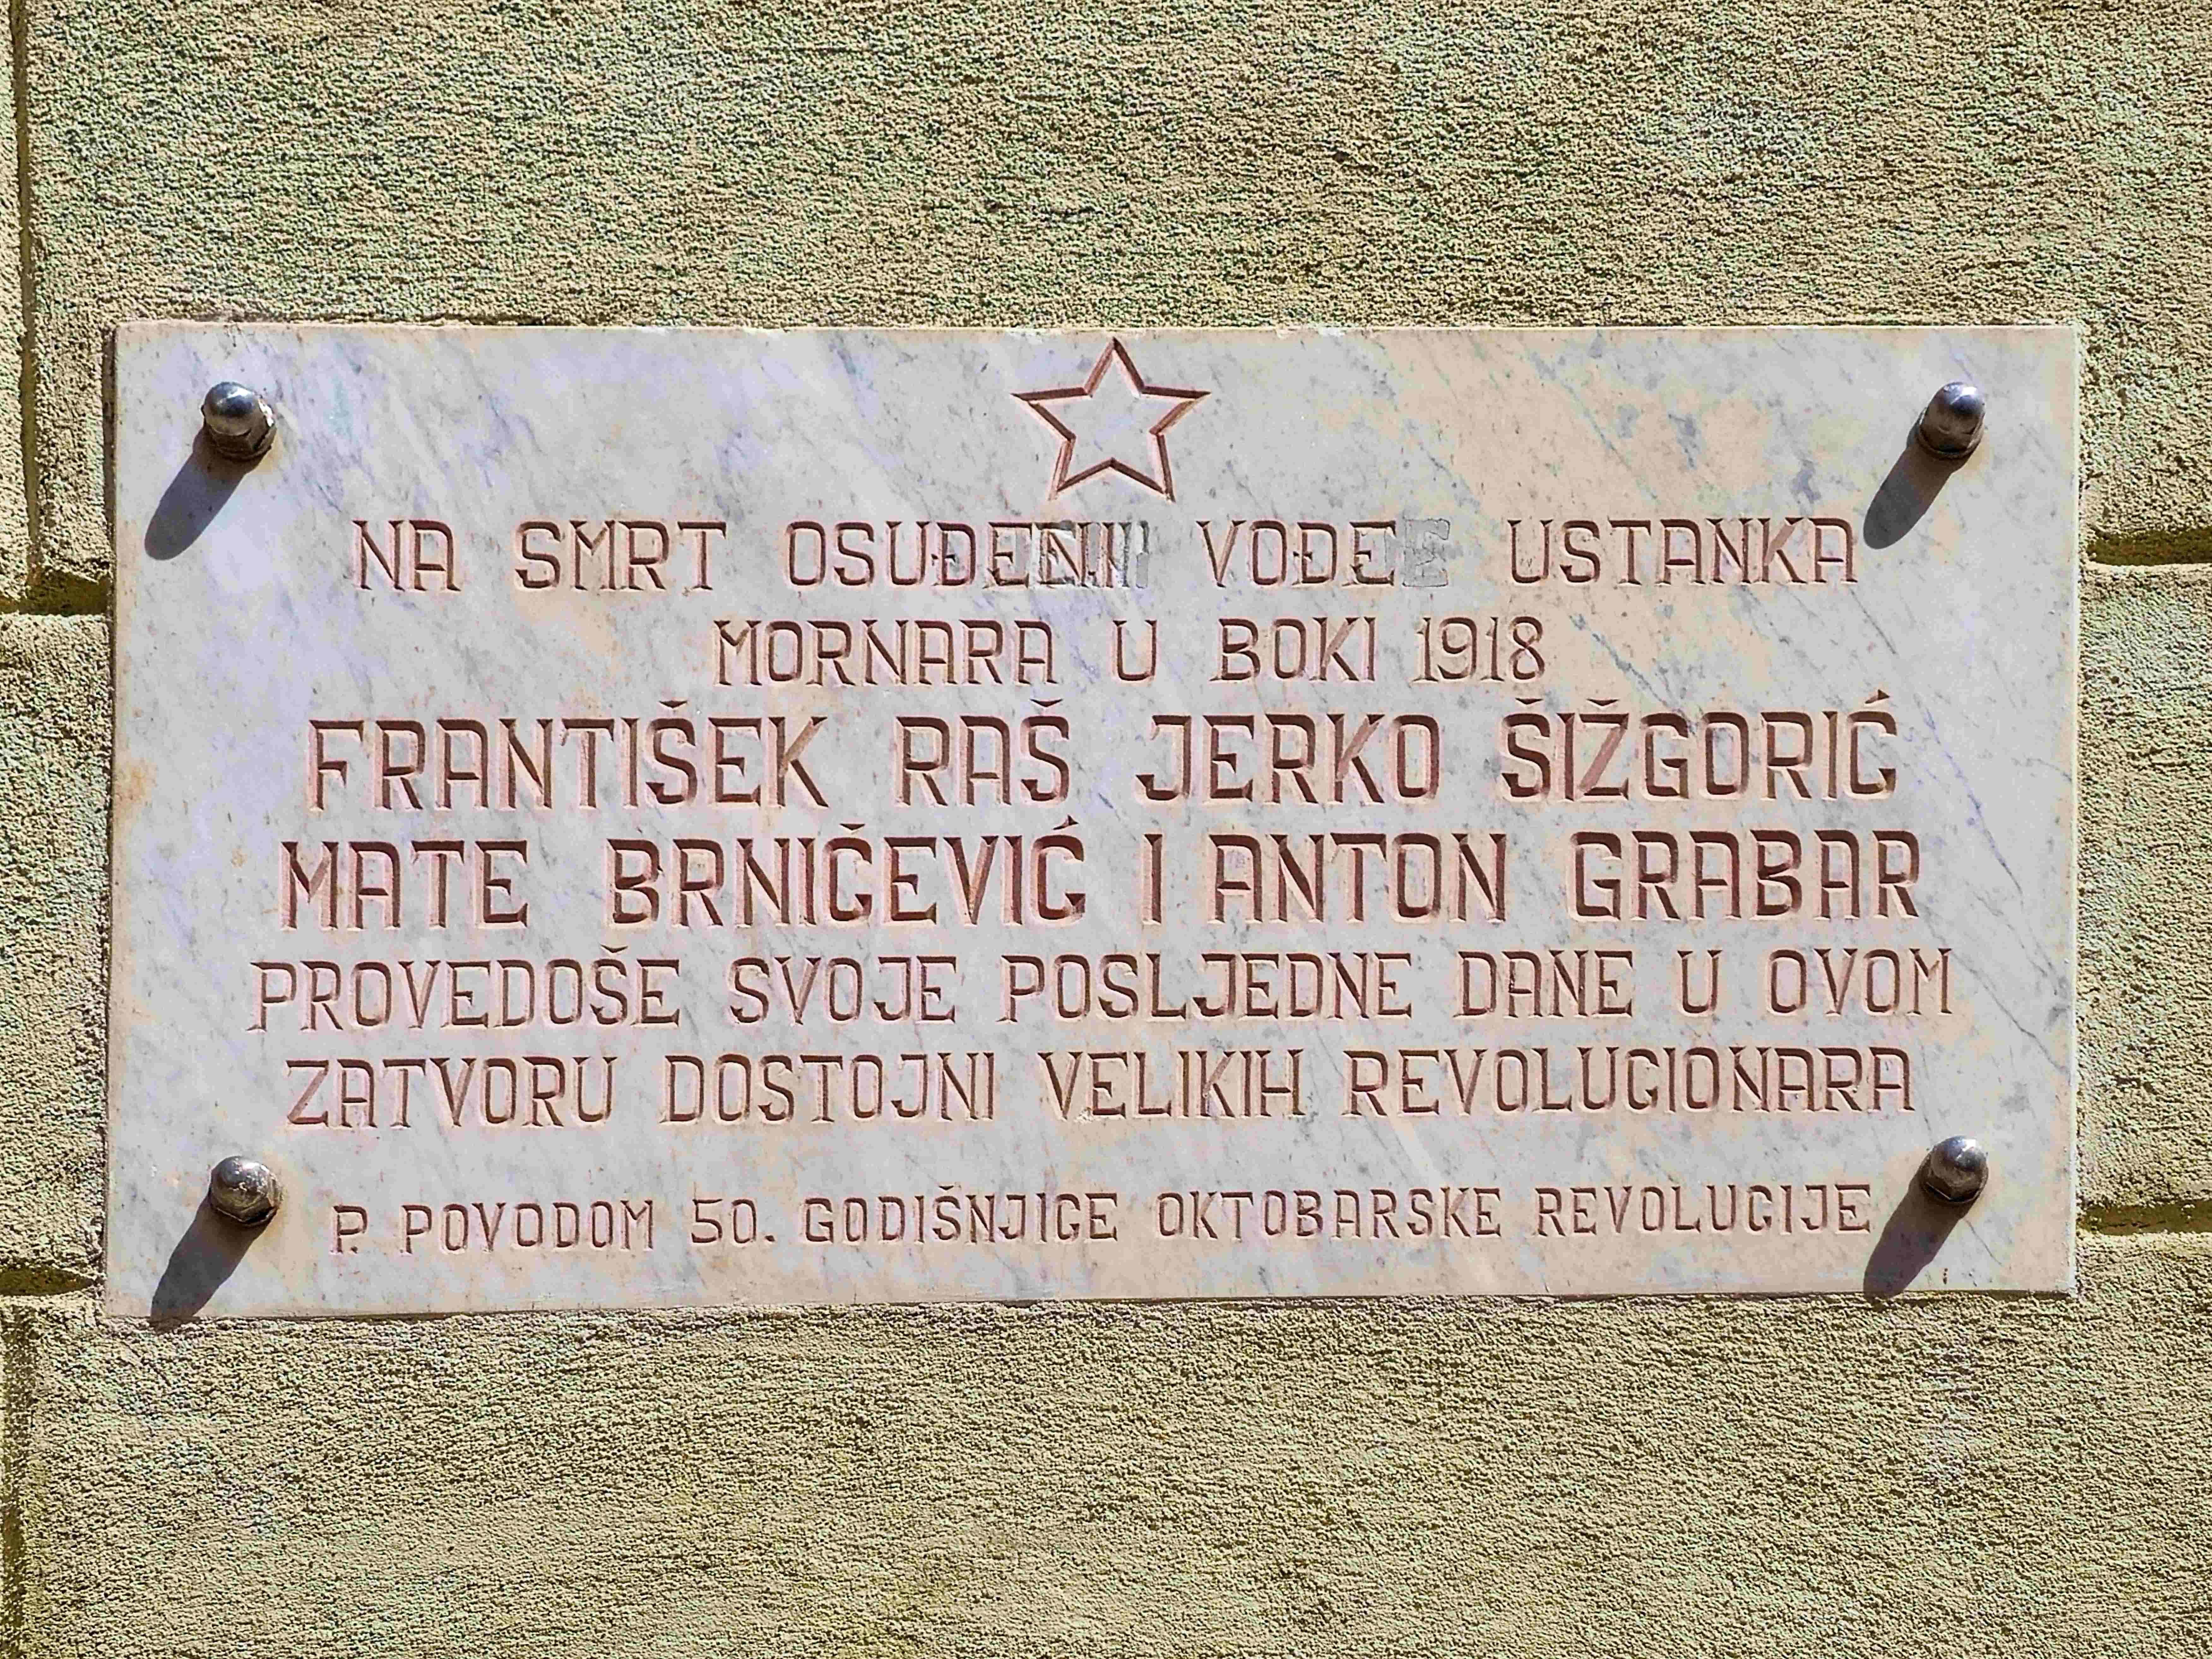 NA SMRT OSUĐENI VOĐE USTANKA
MORNARA U BOKI 1918
FRANTIŠEK RAŠ JERKO ŠIŽGORIĆ
MATE BRNIČEVIĆ I ANTON GRABAR
PROVEDOŠE SVOJE POSLJEDNE DANE U OVOM
ZATVORU DOSTOJNI VELIKIH REVOLUCIONARA
P. POVODOM 50. GODIŠNJICE OKTOBARSKE REVOLUCIJE